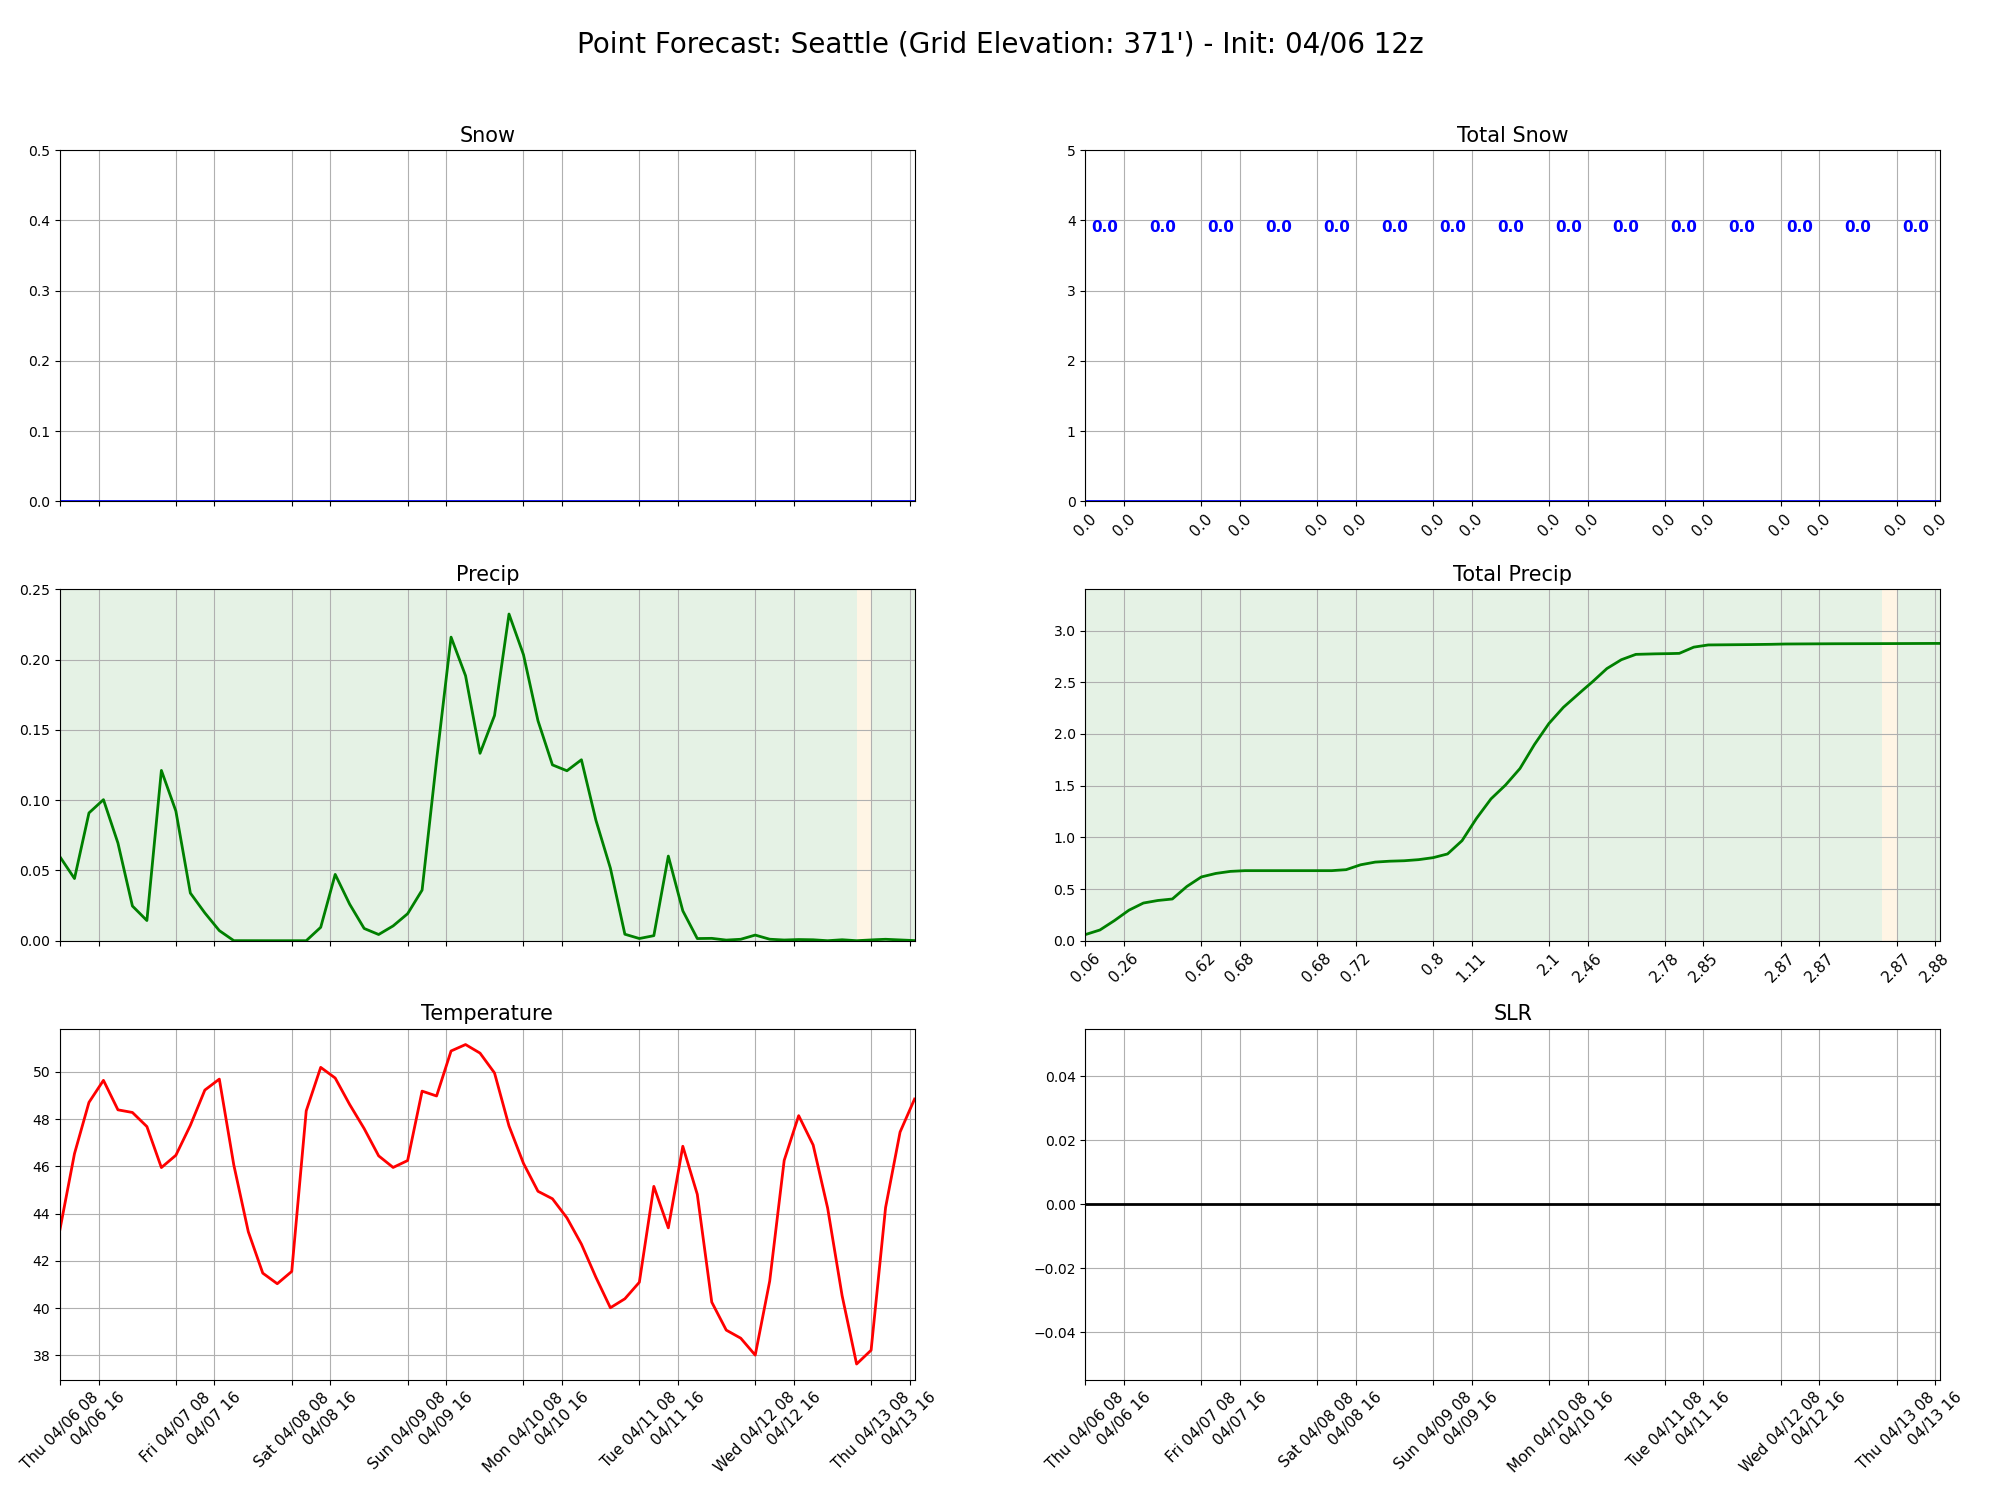 Point Forecast: Seattle (Grid Elevation: 371') - Init: 04/06 12z
Snow
0.5
0.4
0.3
0.2
0.1
0.0
Total Snow
5
4
3
2
1
0
0.0 0.0 0.0 0.0 0.0 0.0 0.0 0.0 0.0 0.0 0.0 0.0 0.0 0.0 0.0
0.0 0.0 0.0 0.0 0.0 0.0 0.0 0.0 0.0 0.0 0.0 0.0 0.0 0.0 0.0 0.0
Precip
0.25
0.20
0.15
0.10
0.05
0.00
Total Precip
3.0
2.5
2.0
1.5
1.0
0.5
0.0
0.06 0.26 0.62 0.68 0.68 0.72 0.8 1.11 2.1 2.46 2.78 2.85 2.87 2.87 2.87 2.88
Temperature
50
48
46
44
42
40
38
Thu 04/06 08
04/06 16
Fri 04/07 08
04/07 16
Sat 04/08 08
04/08 16
Sun 04/09 08
04/09 16
Mon 04/10 08
04/10 16
Tue 04/11 08
04/11 16
Wed 04/12 08
04/12 16
Thu 04/13 08
04/13 16
SLR
0.04
0.02
0.00
−0.02
−0.04
Thu 04/06 08
04/06 16
Fri 04/07 08
04/07 16
Sat 04/08 08
04/08 16
Sun 04/09 08
04/09 16
Mon 04/10 08
04/10 16
Tue 04/11 08
04/11 16
Wed 04/12 08
04/12 16
Thu 04/13 08
04/13 16